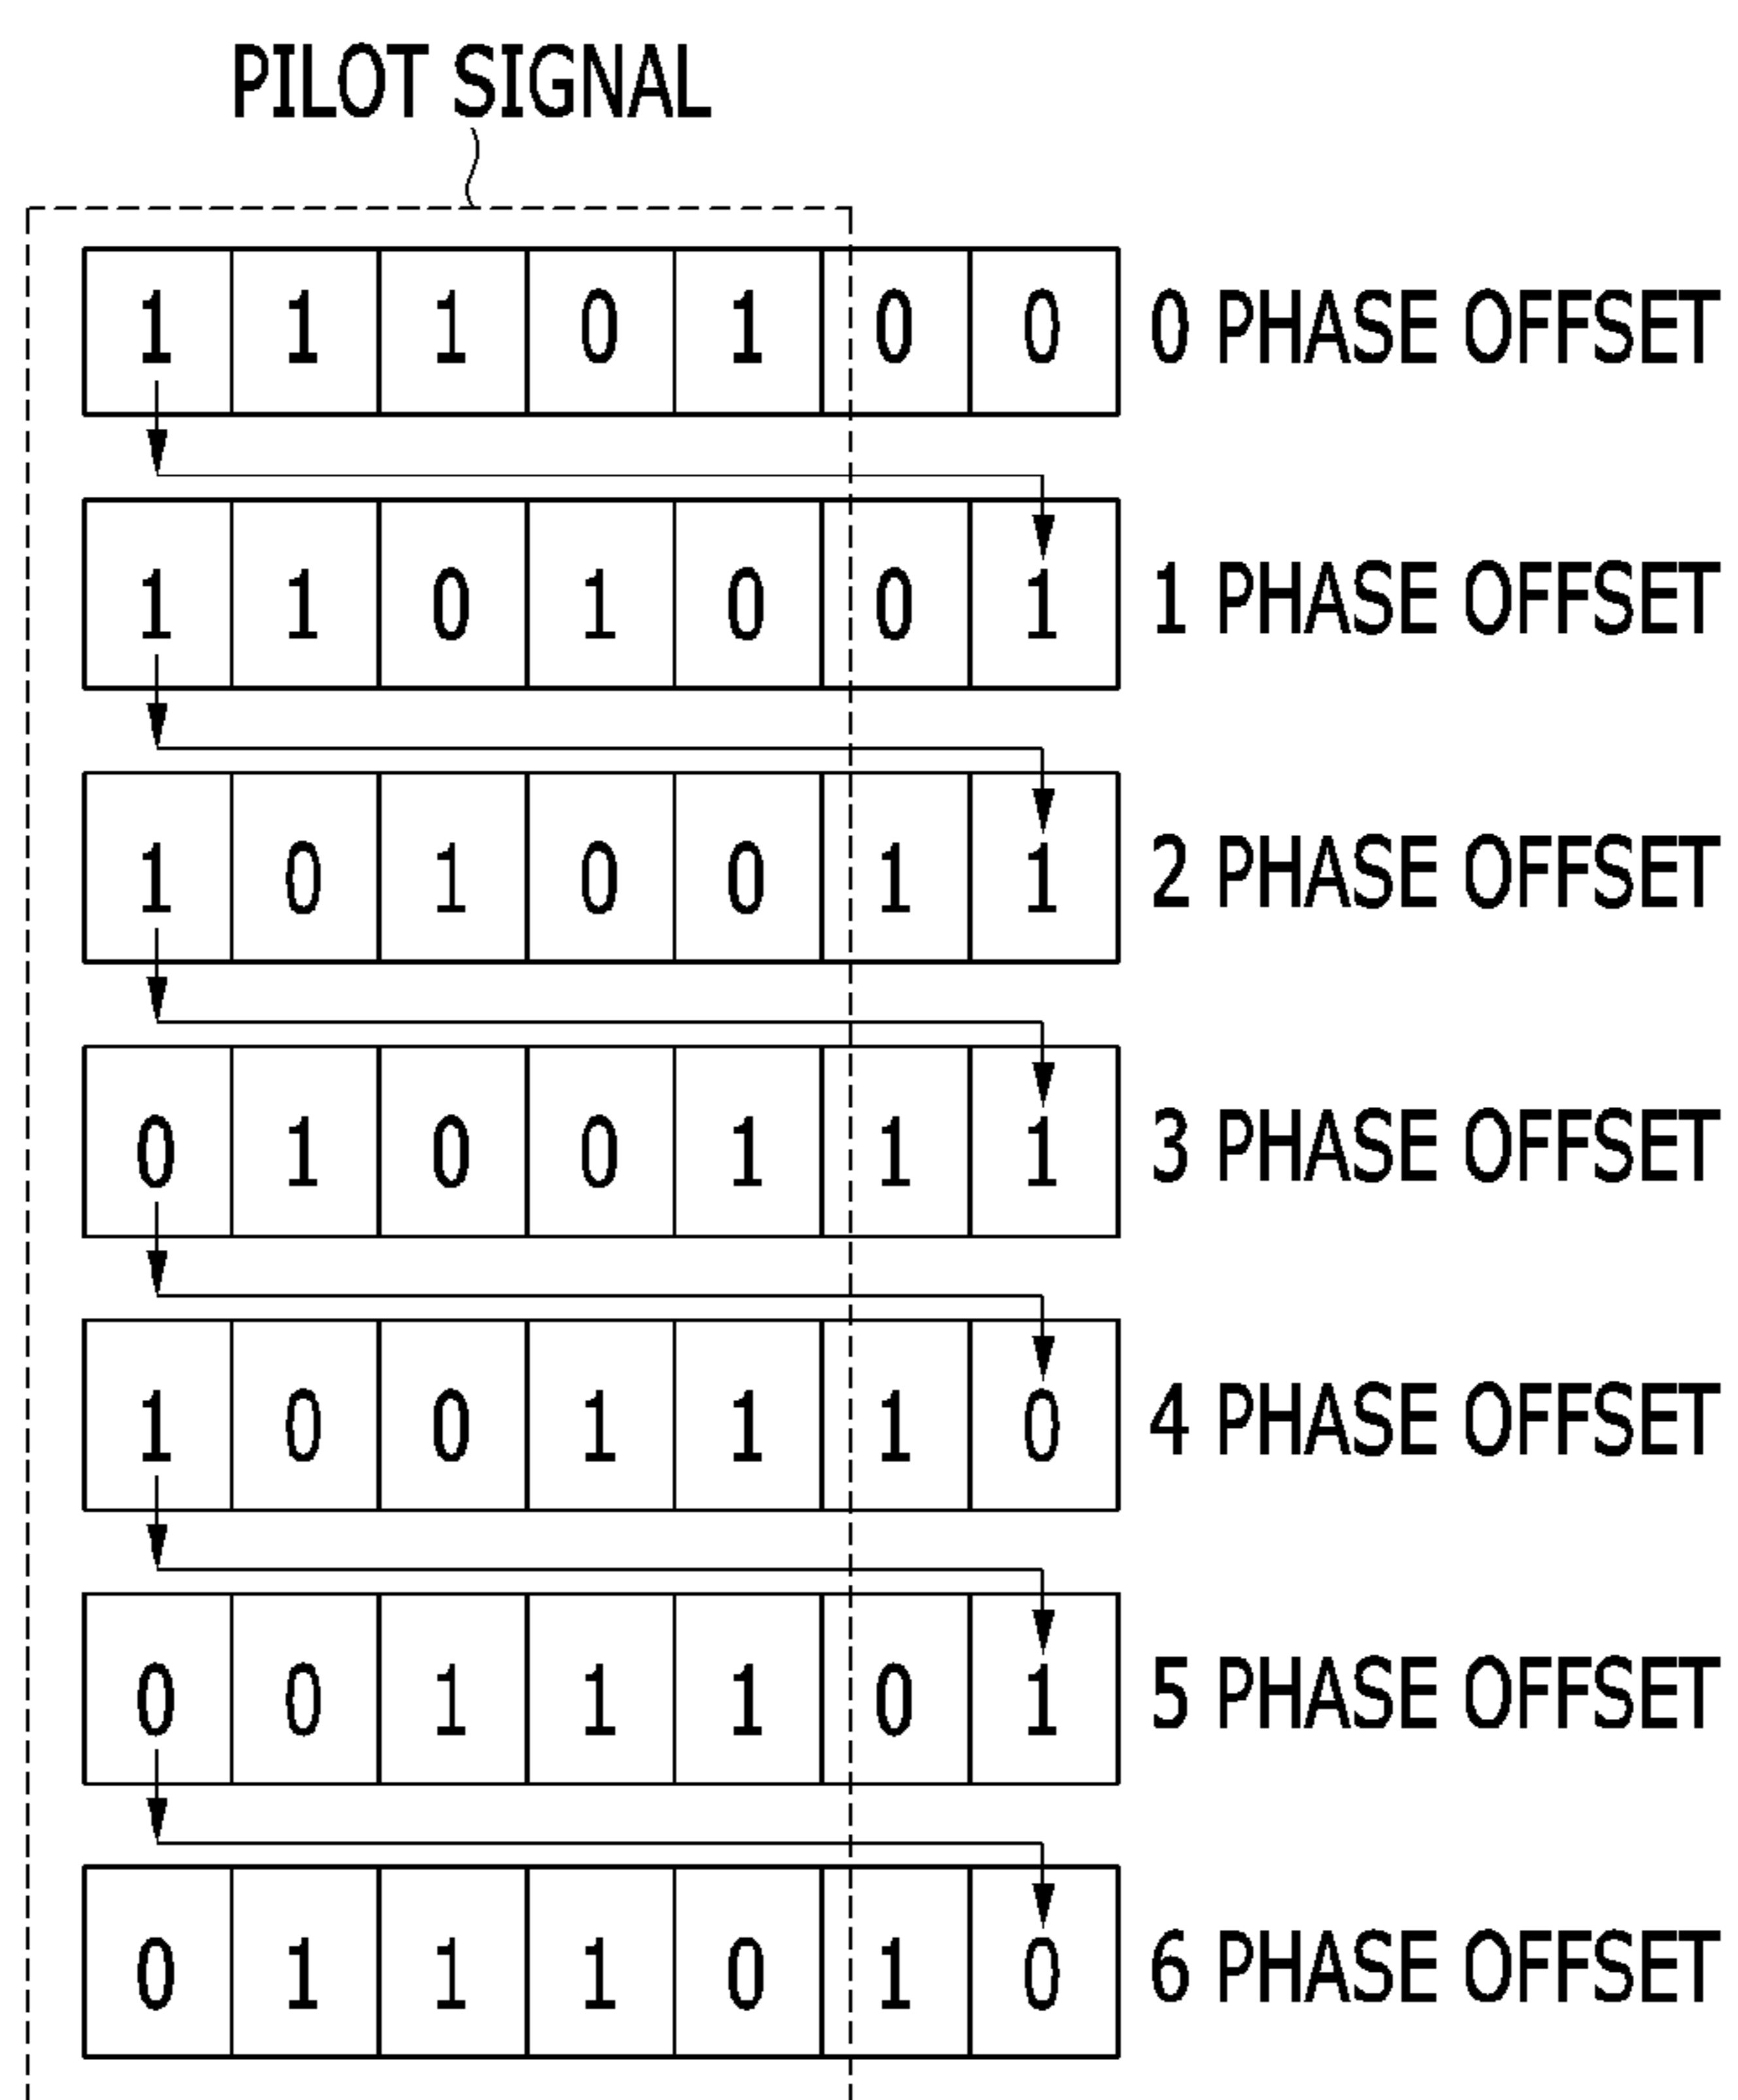 PILOT SIGNAL
1 1 1 0 1 0 0 0 PHASE OFFSET
1 1 0 1 0 0 1 1 PHASE OFFSET
1 0 1 0 0 1 1 2 PHASE OFFSET
0 1 0 0 1 1 1 3 PHASE OFFSET
1 0 0 1 1 1 0 4 PHASE OFFSET
0 0 1 1 1 0 1 5 PHASE OFFSET
0 1 1 1 0 1 0 6 PHASE OFFSET